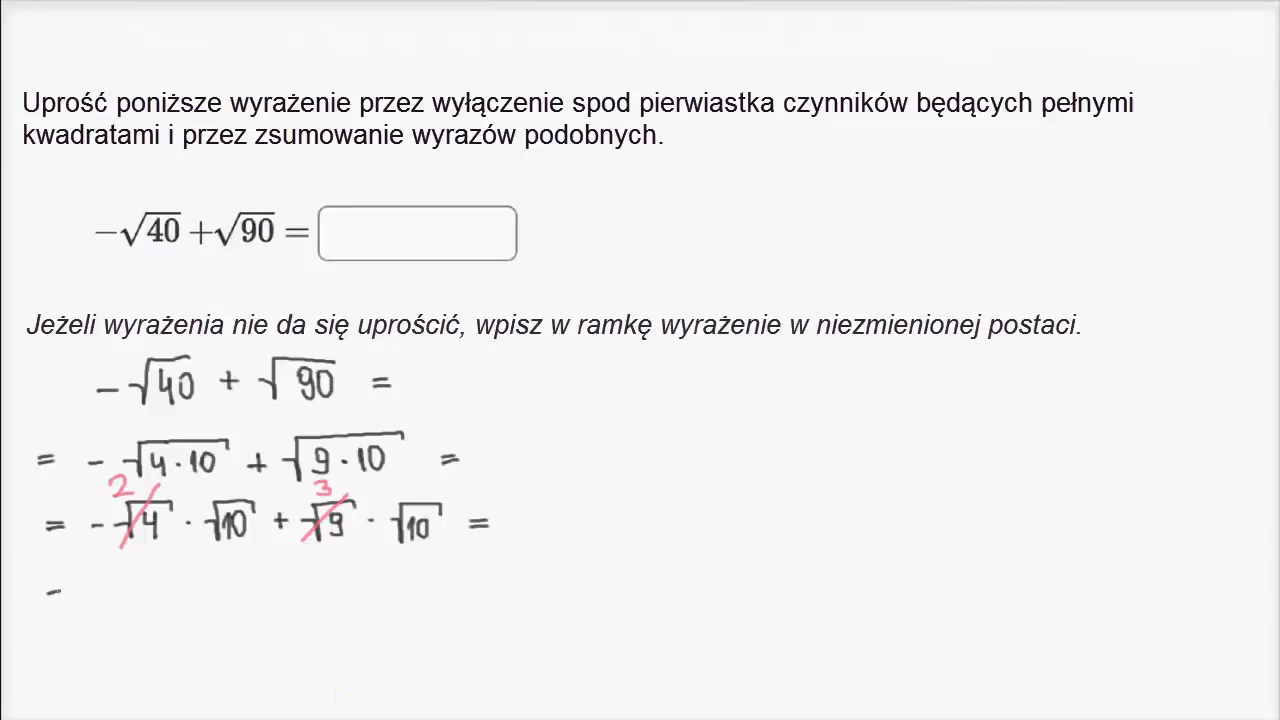 Uprość poniższe wyrażenie przez wyłączenie spod pierwiastka czynników będących pełnymi
kwadratami i przez zsumowanie wyrazów podobnych.
−√40 +√90 =
Jeżeli wyrażenia nie da się uprościć, wpisz w ramkę wyrażenie w niezmienionej postaci.
- √40 + √90 =
= - √4·10 + √9·10 =
2 3
= - √4 · √10 + √9 · √10 =
-